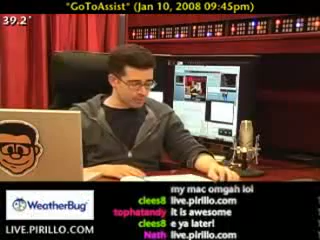 *GoToAssist* (Jan 10, 2008 09:45pm)
39.2°
my mac omgah lol
clees8 live.pirillo.com
tophatandy it is awesome
clees8 e ya later!
Nath live.pirillo.com
WeatherBug
LIVE.PIRILLO.COM